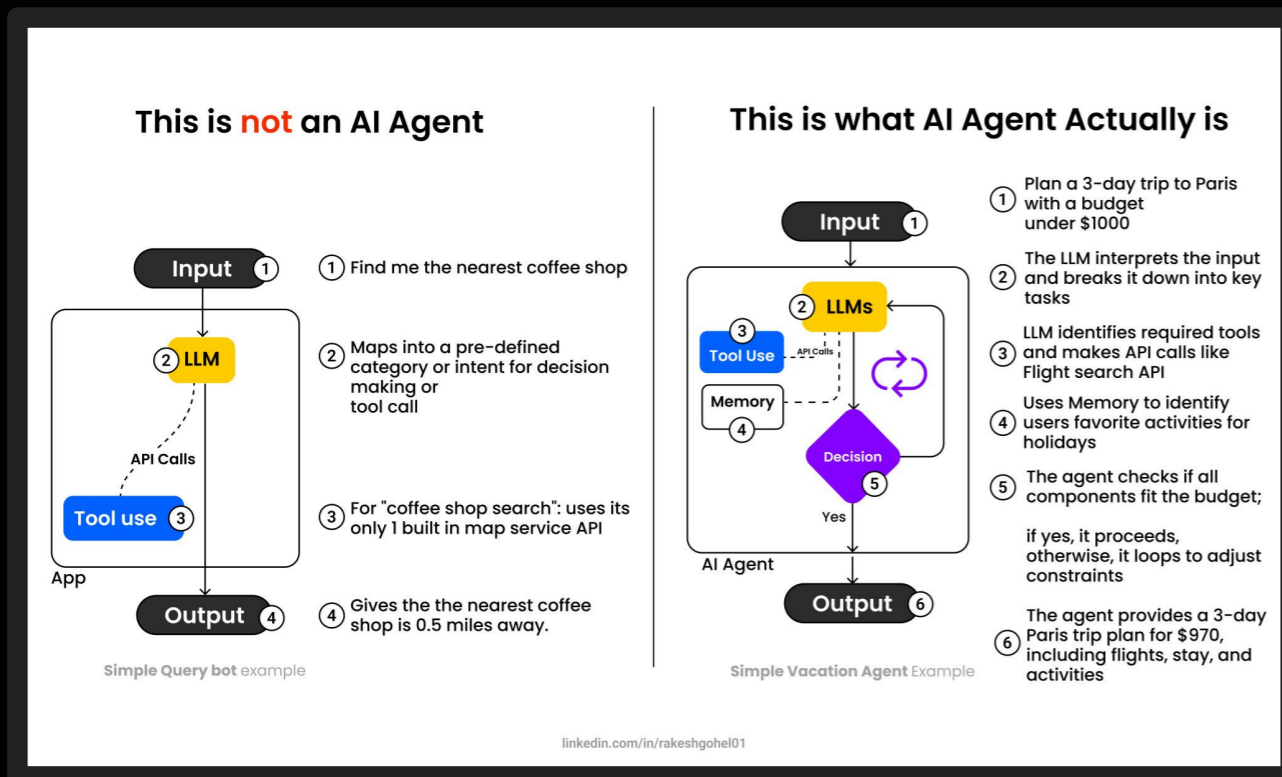 This is not an AI Agent
Input 1
2 LLM
API Calls
Tool use 3
App
Output 4
Simple Query bot example
1 Find me the nearest coffee shop
2 Maps into a pre-defined
category or intent for decision
making or
tool call
3 For "coffee shop search": uses its
only 1 built in map service API
4 Gives the the nearest coffee
shop is 0.5 miles away.
This is what AI Agent Actually is
Input 1
2 LLMs
3
Tool Use
API Calls
Memory
4
Decision
5
Yes
AI Agent
Output 6
Simple Vacation Agent Example
1 Plan a 3-day trip to Paris
with a budget
under $1000
2 The LLM interprets the input
and breaks it down into key
tasks
3 LLM identifies required tools
and makes API calls like
Flight search API
4 Uses Memory to identify
users favorite activities for
holidays
5 The agent checks if all
components fit the budget;
if yes, it proceeds,
otherwise, it loops to adjust
constraints
6 The agent provides a 3-day
Paris trip plan for $970,
including flights, stay, and
activities
linkedin.com/in/rakeshgohel01